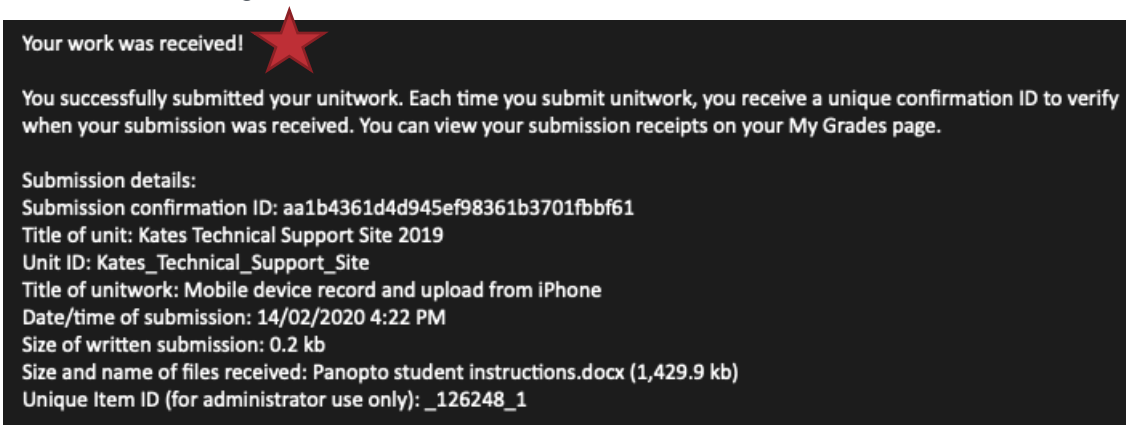 Your work was received!
You successfully submitted your unitwork. Each time you submit unitwork, you receive a unique confirmation ID to verify
when your submission was received. You can view your submission receipts on your My Grades page.
Submission details:
Submission confirmation ID: aa1b4361d4d945ef98361b3701fbbf61
Title of unit: Kates Technical Support Site 2019
Unit ID: Kates_Technical_Support_Site
Title of unitwork: Mobile device record and upload from iPhone
Date/time of submission: 14/02/2020 4:22 PM
Size of written submission: 0.2 kb
Size and name of files received: Panopto student instructions.docx (1,429.9 kb)
Unique Item ID (for administrator use only): _126248_1